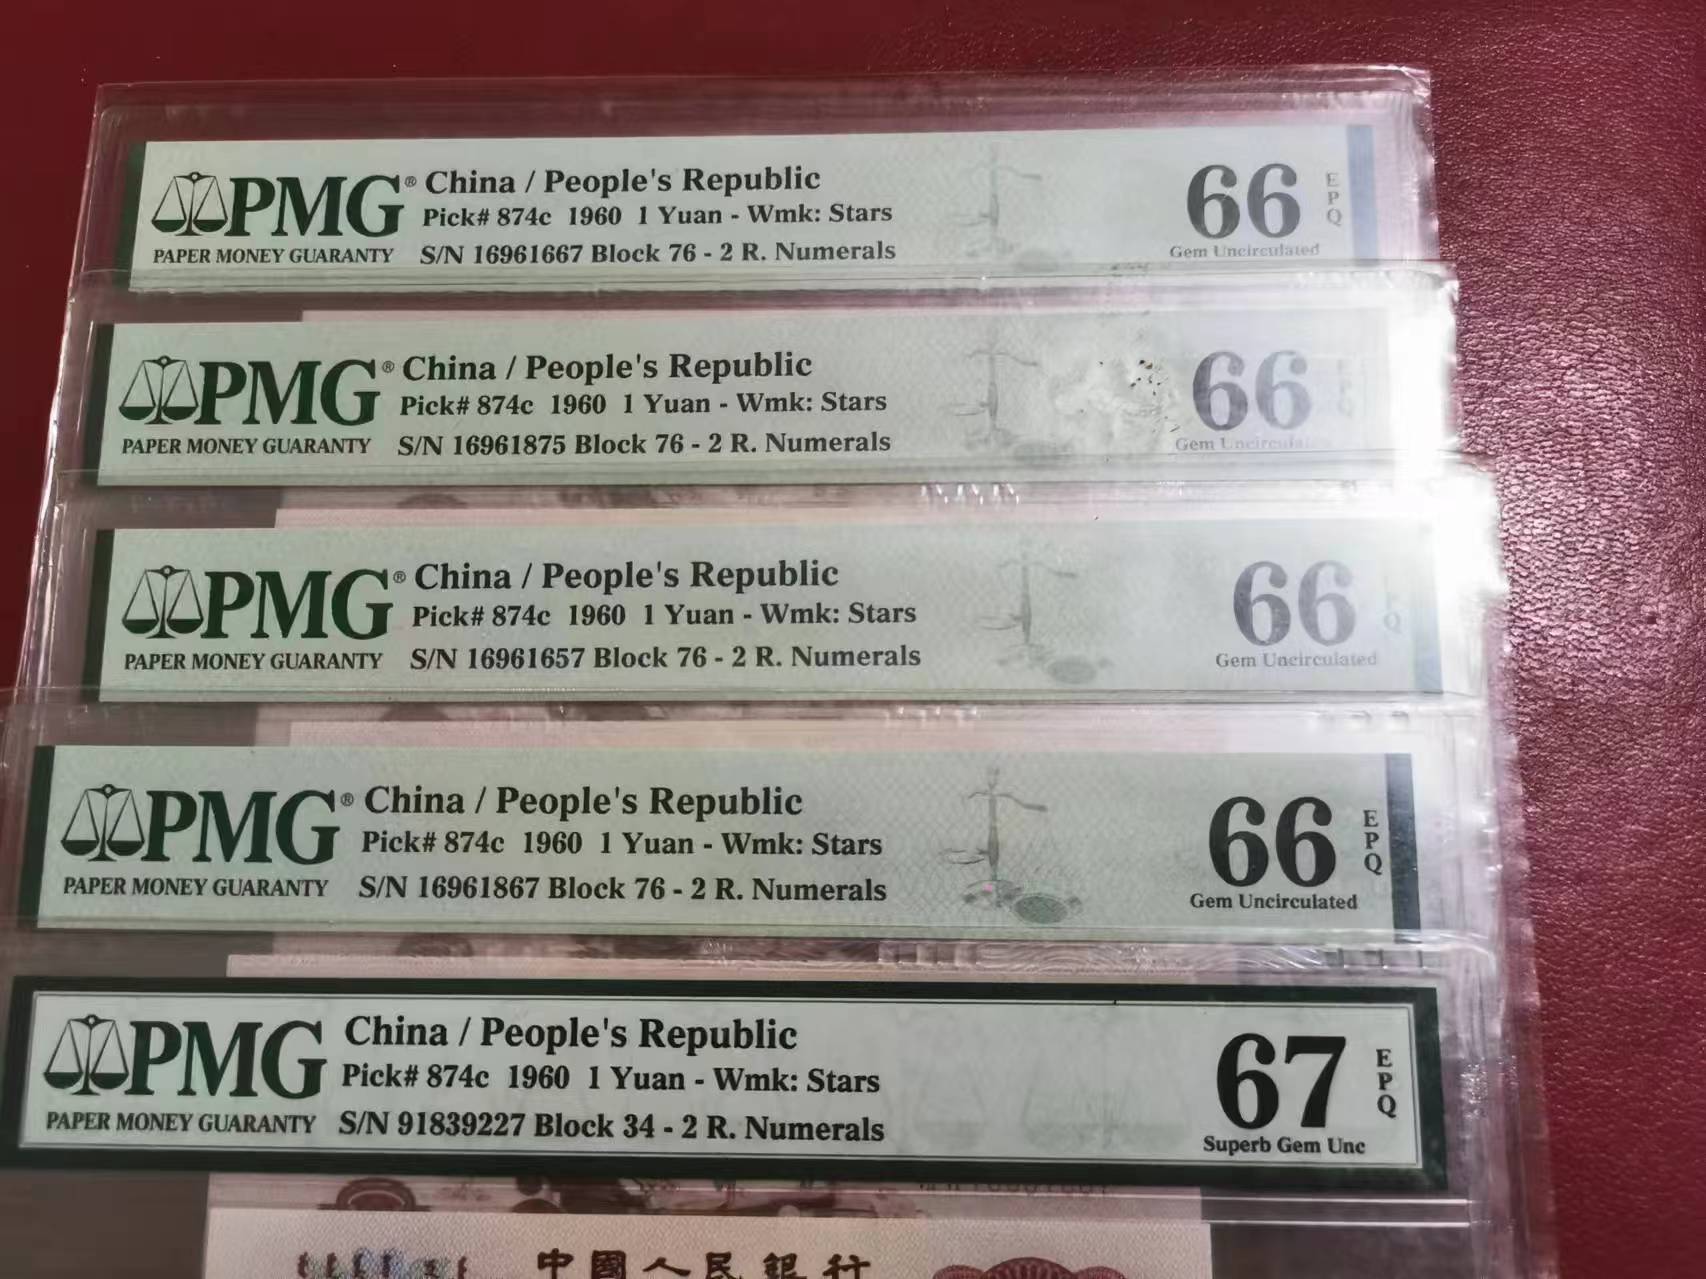 PMG® China / People's Republic 66 EPQ
Pick# 874c 1960 1 Yuan - Wmk: Stars
PAPER MONEY GUARANTY S/N 16961667 Block 76 - 2 R. Numerals Gem Uncirculated
PMG® China / People's Republic 66 EPQ
Pick# 874c 1960 1 Yuan - Wmk: Stars
PAPER MONEY GUARANTY S/N 16961875 Block 76 - 2 R. Numerals Gem Uncirculated
PMG® China / People's Republic 66
Pick# 874c 1960 1 Yuan - Wmk: Stars
PAPER MONEY GUARANTY S/N 16961657 Block 76 - 2 R. Numerals Gem Uncirculated
PMG® China / People's Republic 66 EPQ
Pick# 874c 1960 1 Yuan - Wmk: Stars
PAPER MONEY GUARANTY S/N 16961867 Block 76 - 2 R. Numerals Gem Uncirculated
PMG China / People's Republic 67 EPQ
Pick# 874c 1960 1 Yuan - Wmk: Stars
PAPER MONEY GUARANTY S/N 91839227 Block 34 - 2 R. Numerals Superb Gem Unc
中國人民銀行